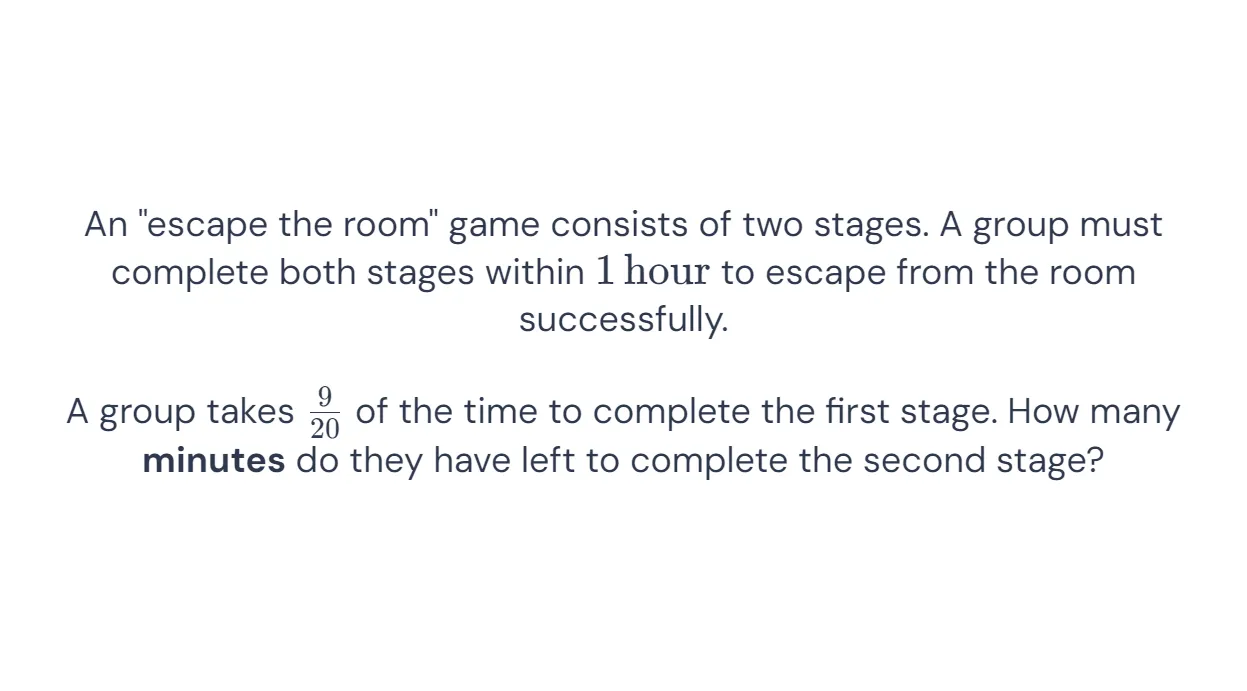 An "escape the room" game consists of two stages. A group must
complete both stages within 1 hour to escape from the room
successfully.
A group takes 9/20 of the time to complete the first stage. How many
minutes do they have left to complete the second stage?